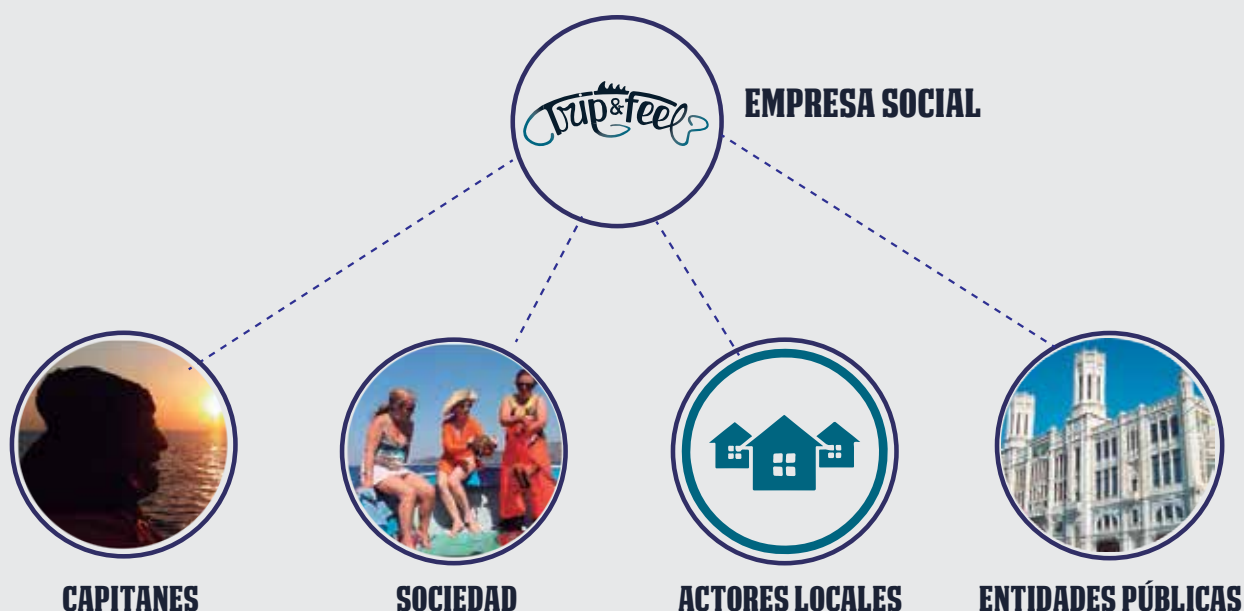 Trip & feel
EMPRESA SOCIAL
CAPITANES
SOCIEDAD
ACTORES LOCALES
ENTIDADES PÚBLICAS